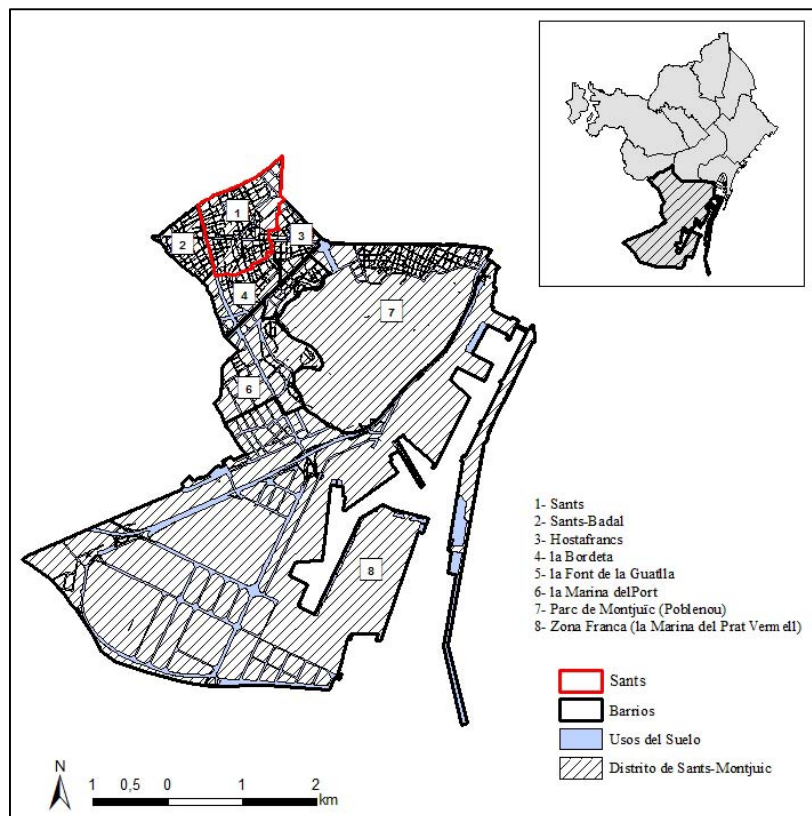 1
2
3
4
7
6
8
1- Sants
2- Sants-Badal
3- Hostafrancs
4- la Bordeta
5- la Font de la Guatlla
6- la Marina delPort
7- Parc de Montjuïc (Poblenou)
8- Zona Franca (la Marina del Prat Vermell)
Sants
Barrios
Usos del Suelo
Distrito de Sants-Montjuic
N
1 0,5 0 1 2
km